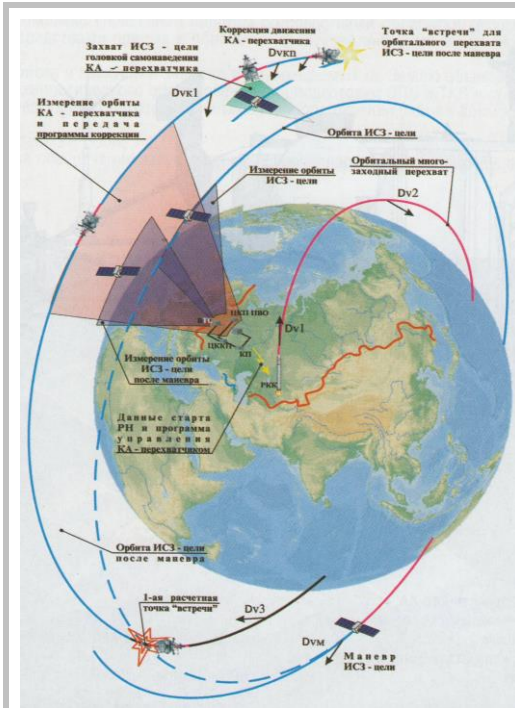 Захват ИСЗ - цели
головкой самонаведения
КА - перехватчика
Коррекция движения
КА - перехватчика
Точка "встречи" для
орбитального перехвата
ИСЗ - цели после маневра
DVКП
DVК1
Измерение орбиты
КА - перехватчика
и передача
программы коррекции
Орбита ИСЗ - цели
Измерение орбиты
ИСЗ - цели
Орбитальный много-
заходный перехват
DV2
DV1
ЦКП ПВО
ЦККП
КП
РКК
Измерение орбиты
ИСЗ - цели
после маневра
Данные старта
РН и программа
управления
КА - перехватчиком
Орбита ИСЗ - цели
после маневра
1-ая расчетная
точка "встречи"
DV3
DVМ
Маневр
ИСЗ - цели